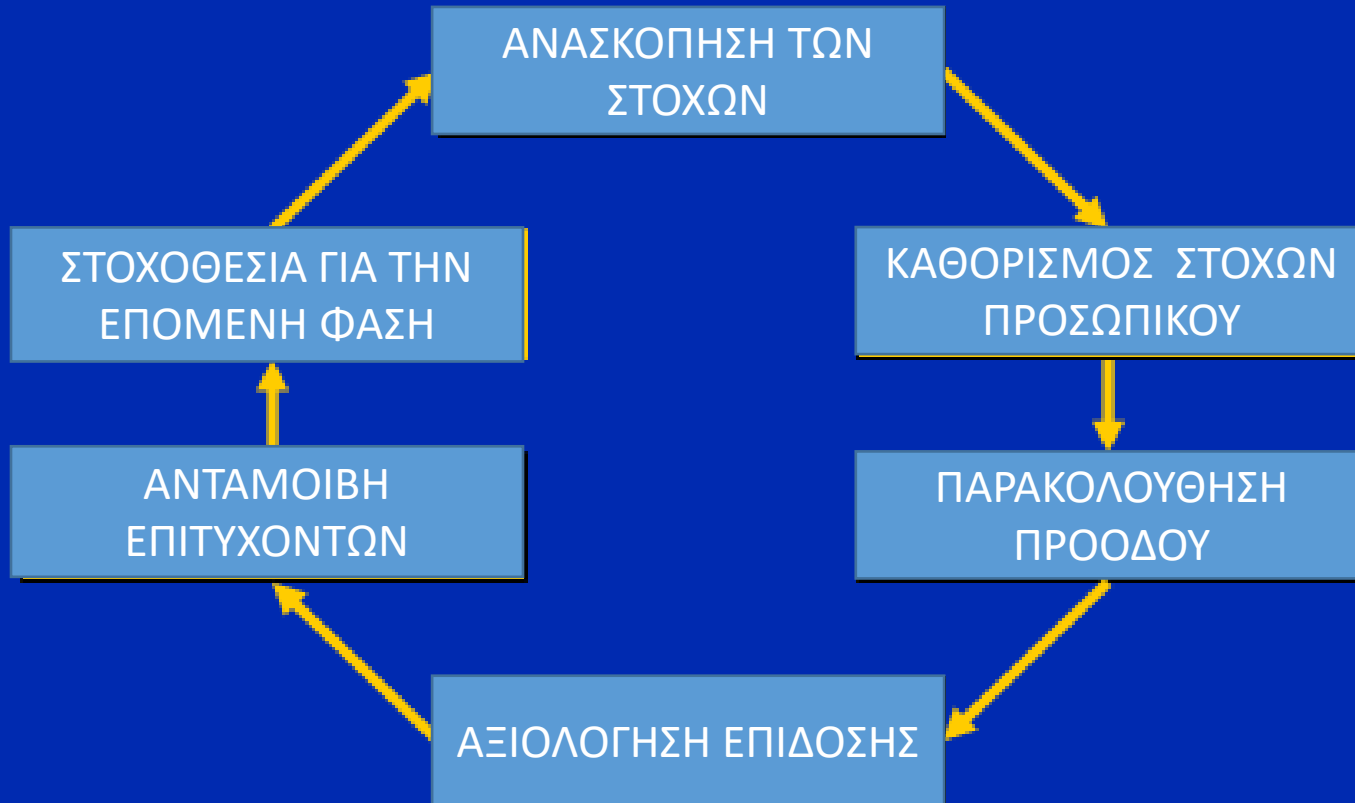 ΑΝΑΣΚΟΠΗΣΗ ΤΩΝ
ΣΤΟΧΩΝ
ΚΑΘΟΡΙΣΜΟΣ ΣΤΟΧΩΝ
ΠΡΟΣΩΠΙΚΟΥ
ΠΑΡΑΚΟΛΟΥΘΗΣΗ
ΠΡΟΟΔΟΥ
ΑΞΙΟΛΟΓΗΣΗ ΕΠΙΔΟΣΗΣ
ΑΝΤΑΜΟΙΒΗ
ΕΠΙΤΥΧΟΝΤΩΝ
ΣΤΟΧΟΘΕΣΙΑ ΓΙΑ ΤΗΝ
ΕΠΟΜΕΝΗ ΦΑΣΗ